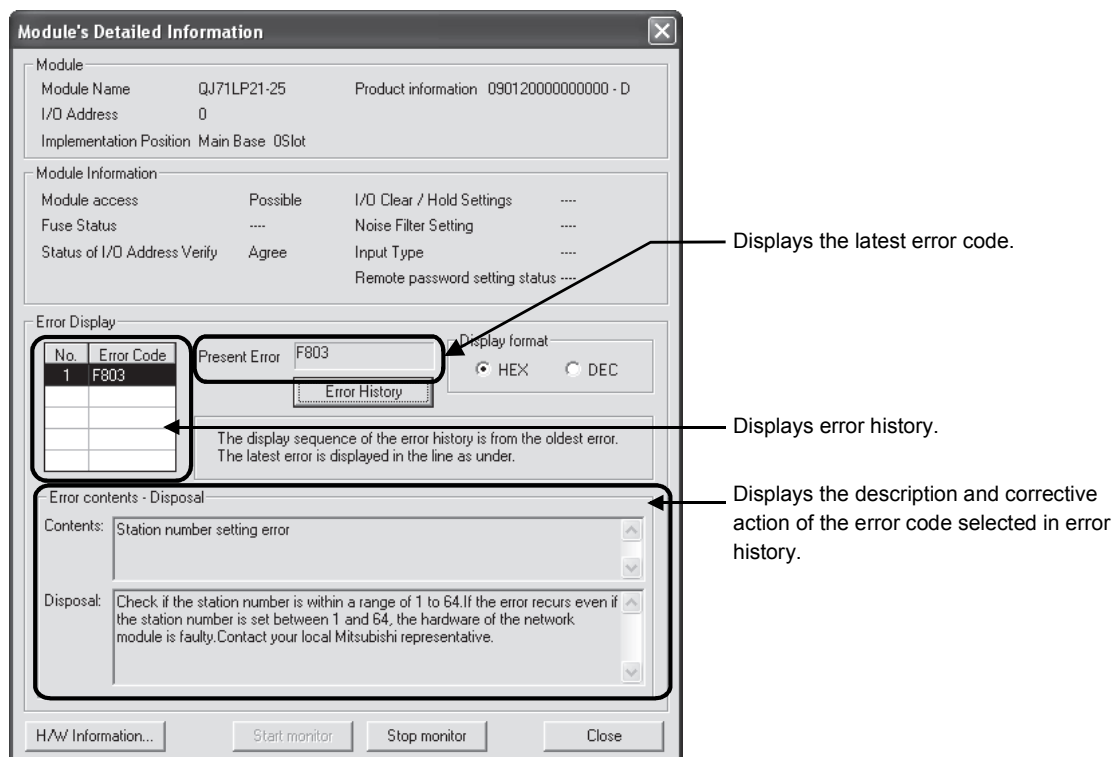 Module's Detailed Information
Module
Module Name QJ71LP21-25 Product information 090120000000000 - D
I/O Address 0
Implementation Position Main Base 0Slot
Module Information
Module access Possible I/O Clear / Hold Settings ----
Fuse Status ---- Noise Filter Setting ----
Status of I/O Address Verify Agree Input Type ----
Remote password setting status ----
Displays the latest error code.
Error Display
No. Error Code
1 F803
Present Error F803
Display format
HEX DEC
Error History
The display sequence of the error history is from the oldest error.
The latest error is displayed in the line as under.
Displays error history.
Error contents - Disposal
Contents: Station number setting error
Disposal: Check if the station number is within a range of 1 to 64.If the error recurs even if
the station number is set between 1 and 64, the hardware of the network
module is faulty.Contact your local Mitsubishi representative.
Displays the description and corrective
action of the error code selected in error
history.
H/W Information... Start monitor Stop monitor Close